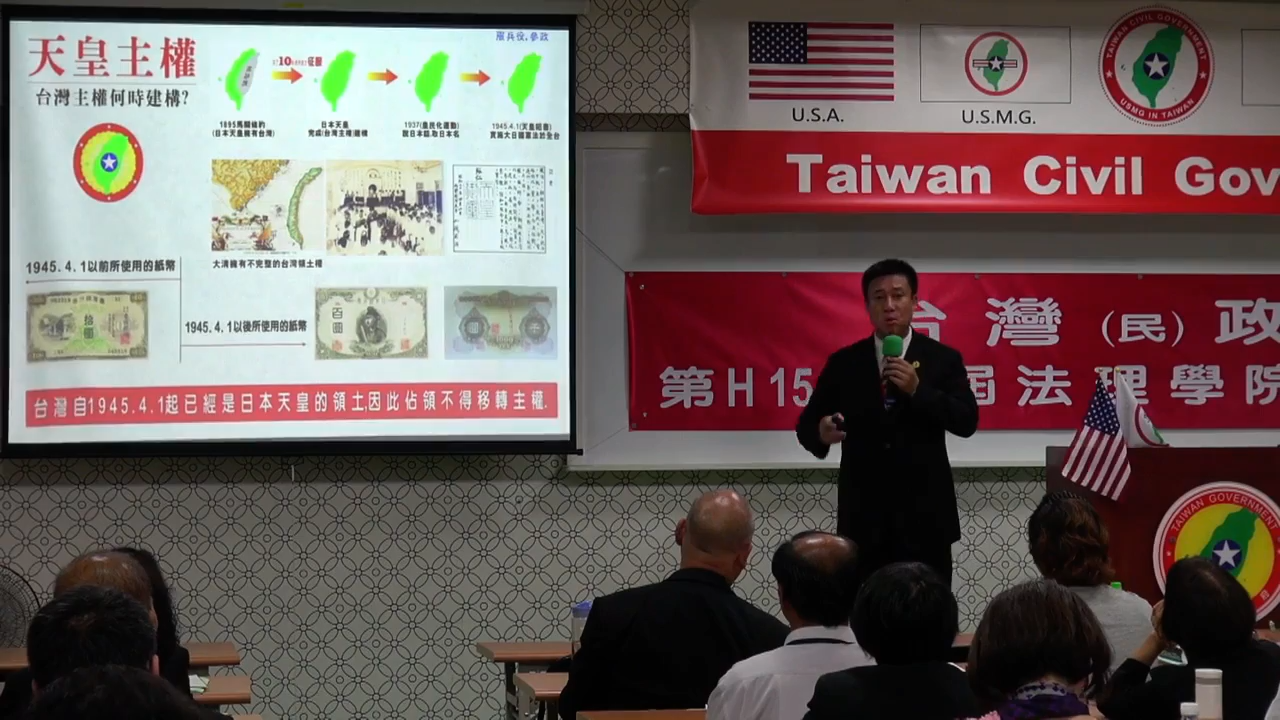 服兵役,參政
天皇主權
台灣主權何時建構?
1895馬關條約
(日本天皇擁有台灣)
日本天皇
完成(台灣主權)建構
1937(皇民化運動)
說日本話,取日本名
1945.4.1(天皇詔書)
實施大日本國憲法於全台
大清擁有不完整的台灣領土權
1945.4.1以前所使用的紙幣
1945.4.1以後所使用的紙幣
台灣自1945.4.1起已經是日本天皇的領土,因此佔領不得移轉主權.
U.S.A.
U.S.M.G.
TAIWAN CIVIL GOVERNMENT
USMG IN TAIWAN
Taiwan Civil Gov
台灣(民)政
第H15
屆法理學院
TAIWAN GOVERNMENT